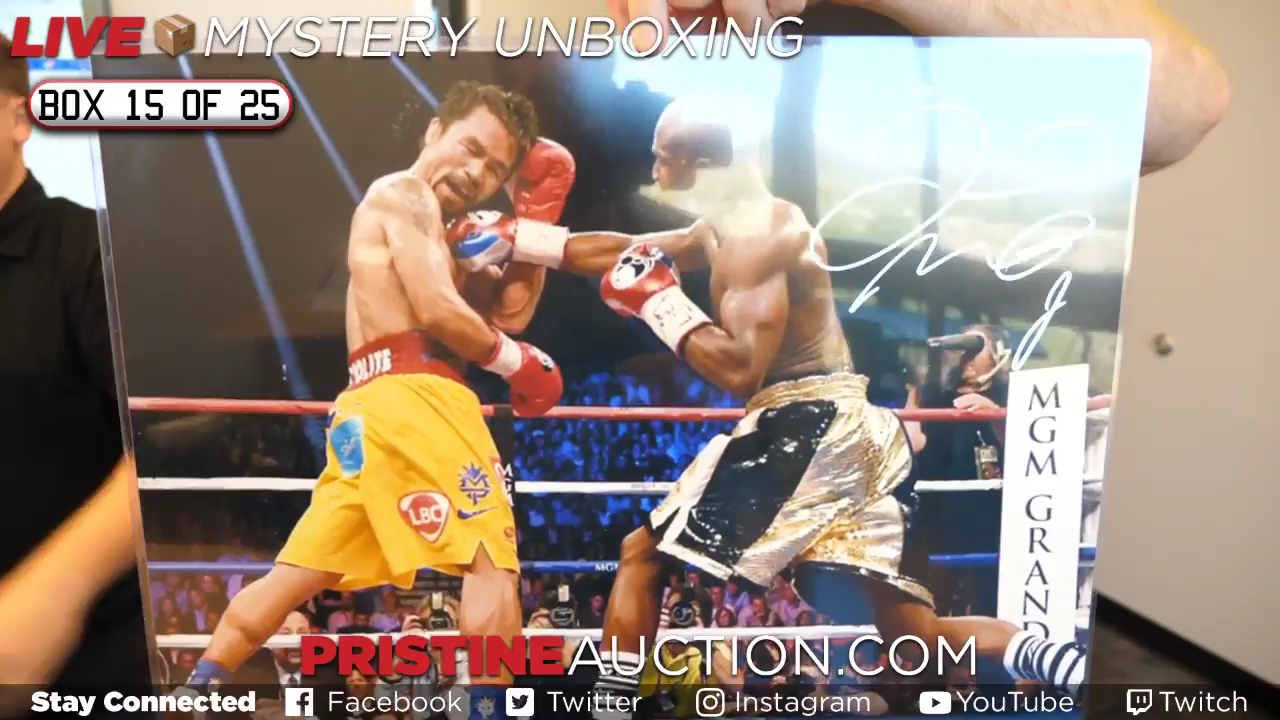 LIVE MYSTERY UNBOXING
BOX 15 OF 25
LBC
MGM GRAND
PRISTINEAUCTION.COM
Stay Connected Facebook Twitter Instagram YouTube Twitch